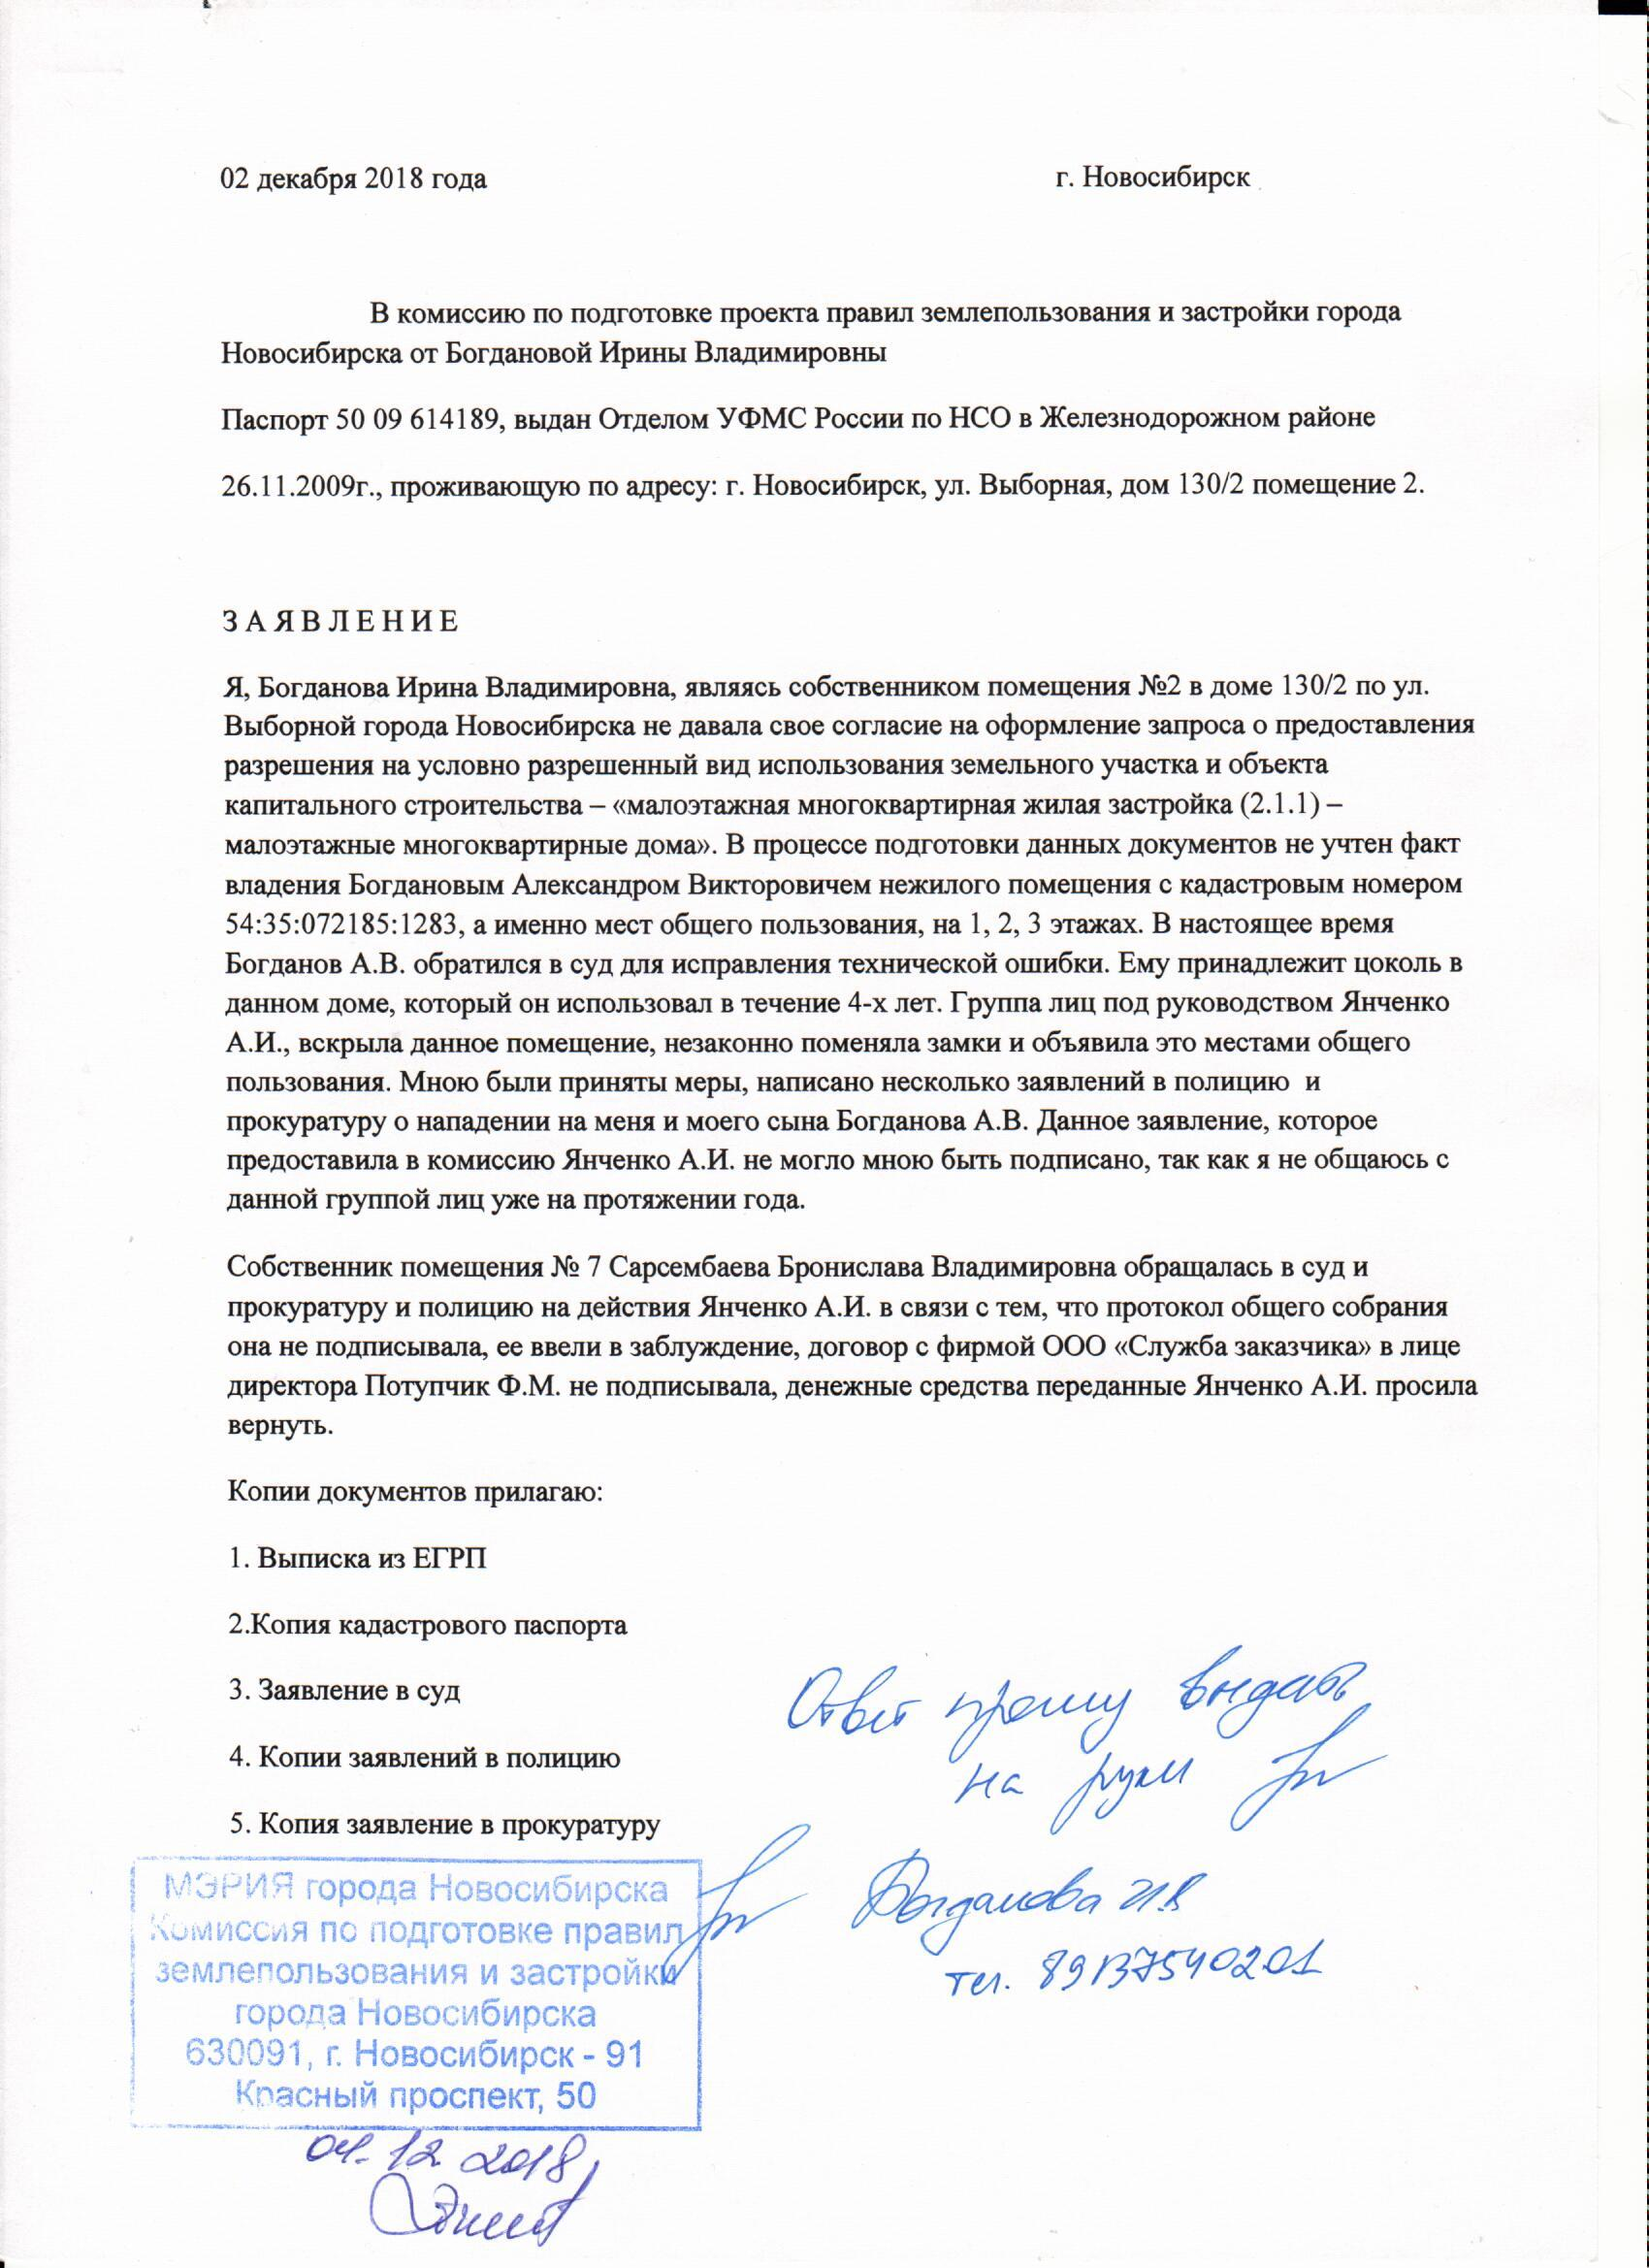 02 декабря 2018 года г. Новосибирск
В комиссию по подготовке проекта правил землепользования и застройки города
Новосибирска от Богдановой Ирины Владимировны
Паспорт 50 09 614189, выдан Отделом УФМС России по НСО в Железнодорожном районе
26.11.2009г., проживающую по адресу: г. Новосибирск, ул. Выборная, дом 130/2 помещение 2.
З А Я В Л Е Н И Е
Я, Богданова Ирина Владимировна, являясь собственником помещения №2 в доме 130/2 по ул.
Выборной города Новосибирска не давала свое согласие на оформление запроса о предоставления
разрешения на условно разрешенный вид использования земельного участка и объекта
капитального строительства – «малоэтажная многоквартирная жилая застройка (2.1.1) –
малоэтажные многоквартирные дома». В процессе подготовки данных документов не учтен факт
владения Богдановым Александром Викторовичем нежилого помещения с кадастровым номером
54:35:072185:1283, а именно мест общего пользования, на 1, 2, 3 этажах. В настоящее время
Богданов А.В. обратился в суд для исправления технической ошибки. Ему принадлежит цоколь в
данном доме, который он использовал в течение 4-х лет. Группа лиц под руководством Янченко
А.И., вскрыла данное помещение, незаконно поменяла замки и объявила это местами общего
пользования. Мною были приняты меры, написано несколько заявлений в полицию и
прокуратуру о нападении на меня и моего сына Богданова А.В. Данное заявление, которое
предоставила в комиссию Янченко А.И. не могло мною быть подписано, так как я не общаюсь с
данной группой лиц уже на протяжении года.
Собственник помещения № 7 Сарсембаева Бронислава Владимировна обращалась в суд и
прокуратуру и полицию на действия Янченко А.И. в связи с тем, что протокол общего собрания
она не подписывала, ее ввели в заблуждение, договор с фирмой ООО «Служба заказчика» в лице
директора Потупчик Ф.М. не подписывала, денежные средства переданные Янченко А.И. просила
вернуть.
Копии документов прилагаю:
1. Выписка из ЕГРП
2.Копия кадастрового паспорта
3. Заявление в суд
4. Копии заявлений в полицию
5. Копия заявление в прокуратуру
Ответ прошу выдать
на руки
Богданова И.В
тел. 89137540201
МЭРИЯ города Новосибирска
Комиссия по подготовке правил
землепользования и застройки
города Новосибирска
630091, г. Новосибирск - 91
Красный проспект, 50
04.12 2018